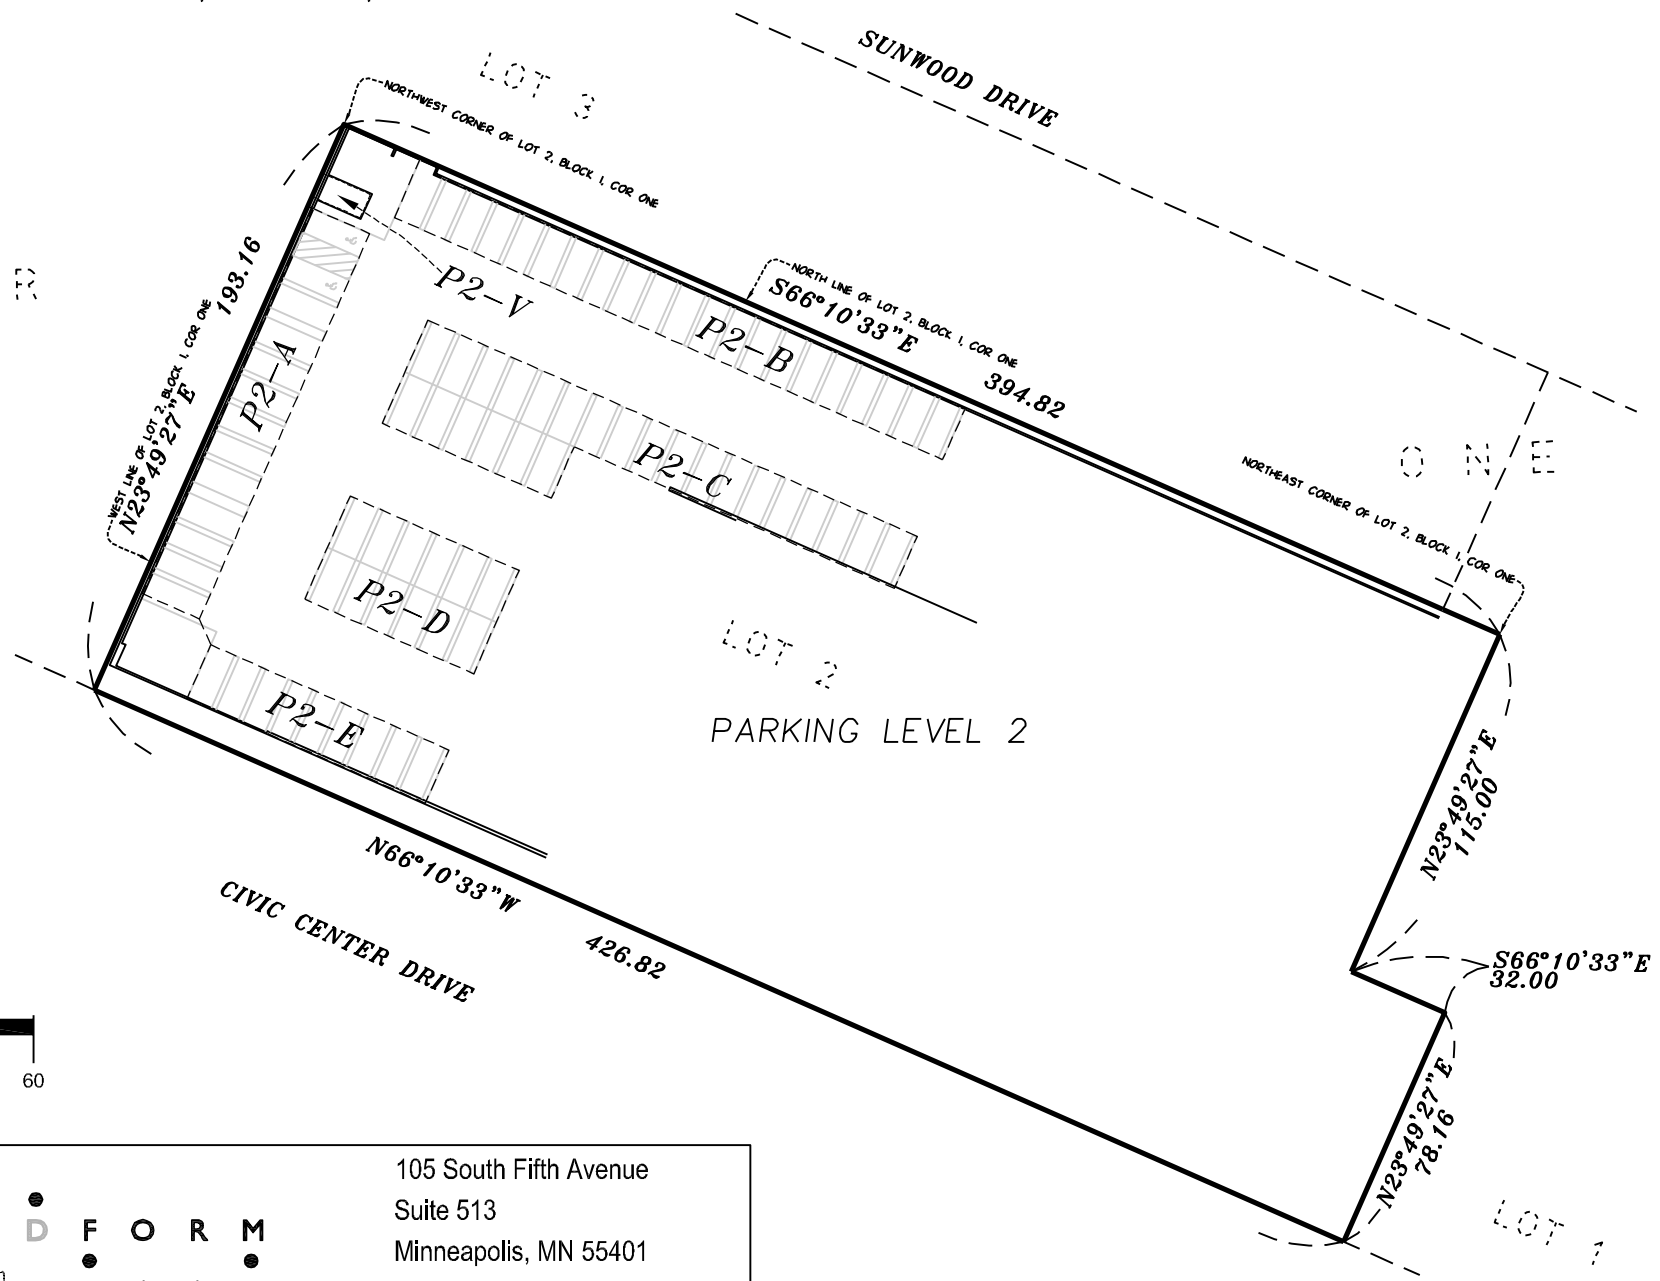 SUNWOOD DRIVE
LOT 3
NORTHWEST CORNER OF LOT 2, BLOCK 1, COR ONE
R
193.16
WEST LINE OF LOT 2, BLOCK 1, COR ONE
N23°49'27"E
P2-A
P2-V
NORTH LINE OF LOT 2, BLOCK 1, COR ONE
S66°10'33"E
394.82
P2-B
P2-C
ONE
NORTHEAST CORNER OF LOT 2, BLOCK 1, COR ONE
P2-D
LOT 2
P2-E
PARKING LEVEL 2
N23°49'27"E
115.00
N66°10'33"W
426.82
CIVIC CENTER DRIVE
S66°10'33"E
32.00
N23°49'27"E
78.16
LOT 1
60
D FORM
105 South Fifth Avenue
Suite 513
Minneapolis, MN 55401